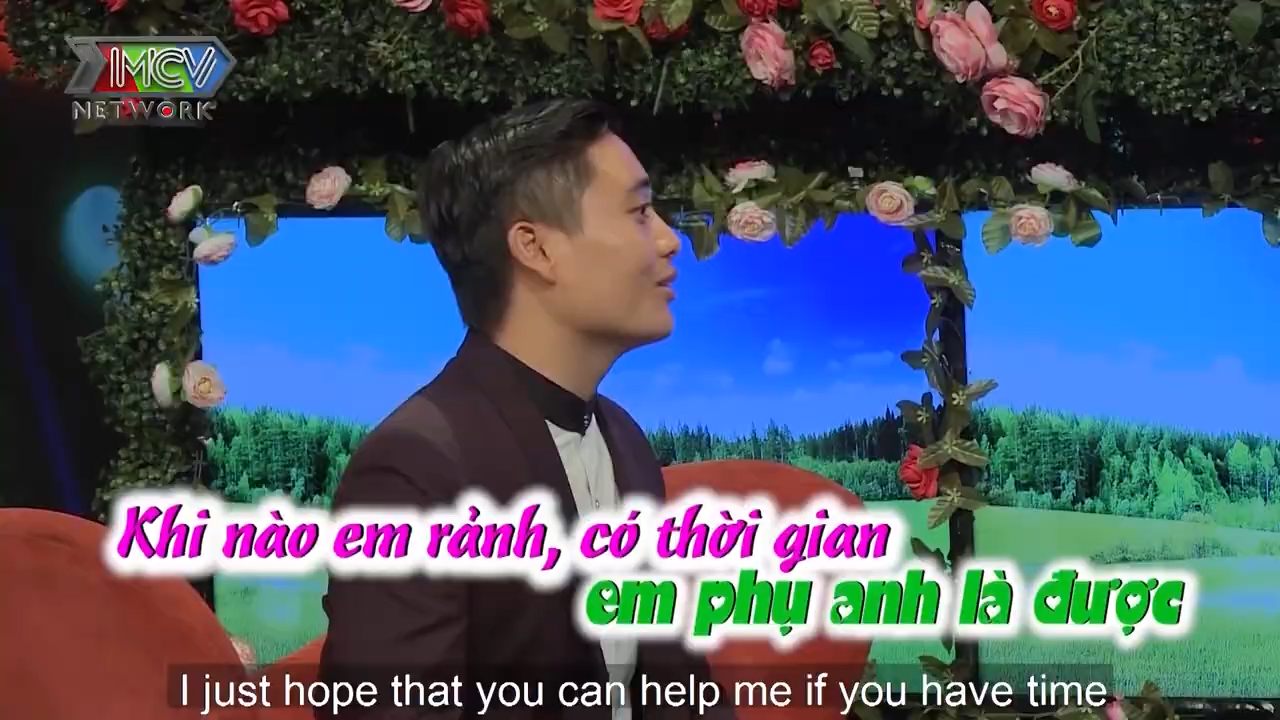 MCV
NETWORK
Khi nào em rảnh, có thời gian
em phụ anh là được
I just hope that you can help me if you have time